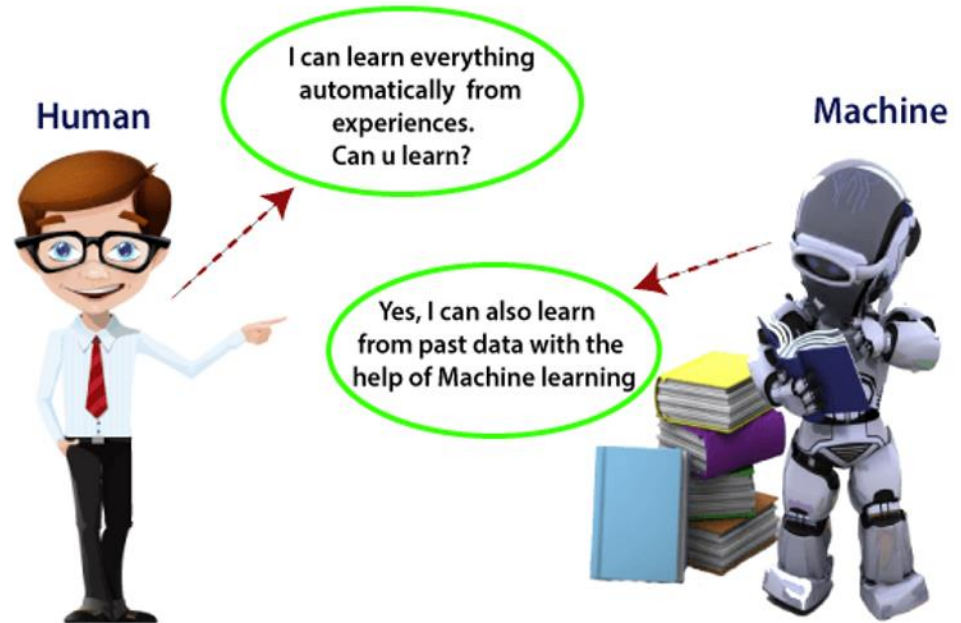 Human
I can learn everything
automatically from
experiences.
Can u learn?
Machine
Yes, I can also learn
from past data with the
help of Machine learning